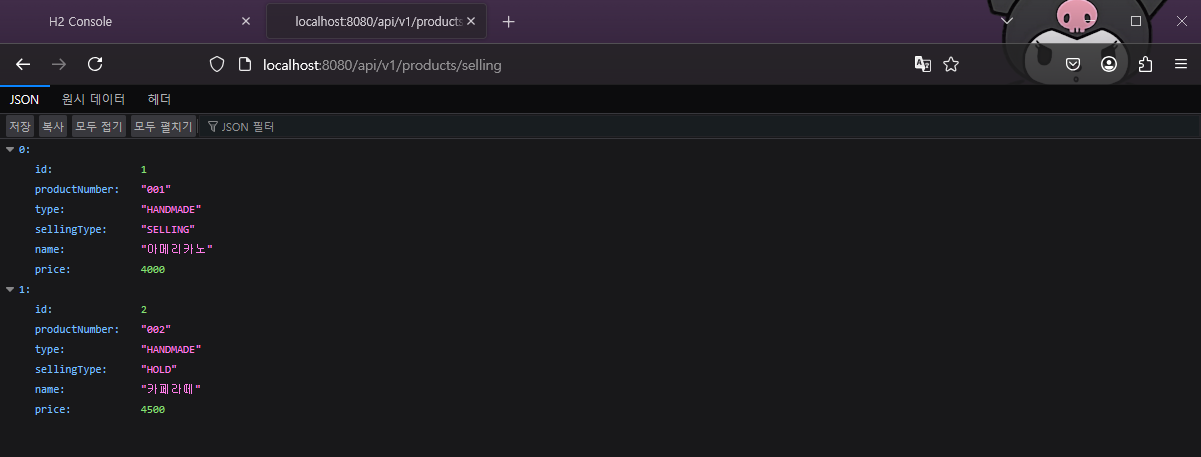 H2 Console
localhost:8080/api/v1/products
localhost:8080/api/v1/products/selling
JSON 원시 데이터 헤더
저장 복사 모두 접기 모두 펼치기 JSON 필터
0:
id: 1
productNumber: "001"
type: "HANDMADE"
sellingType: "SELLING"
name: "아메리카노"
price: 4000
1:
id: 2
productNumber: "002"
type: "HANDMADE"
sellingType: "HOLD"
name: "카페라떼"
price: 4500